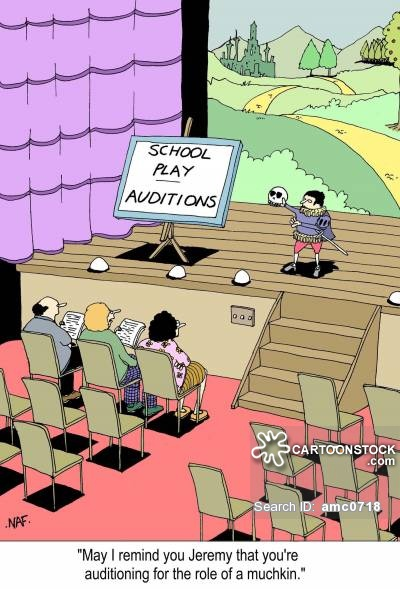 SCHOOL
PLAY
AUDITIONS
CARTOONSTOCK
.com
Search ID: amc0718
.NAF.
"May I remind you Jeremy that you're
auditioning for the role of a muchkin."